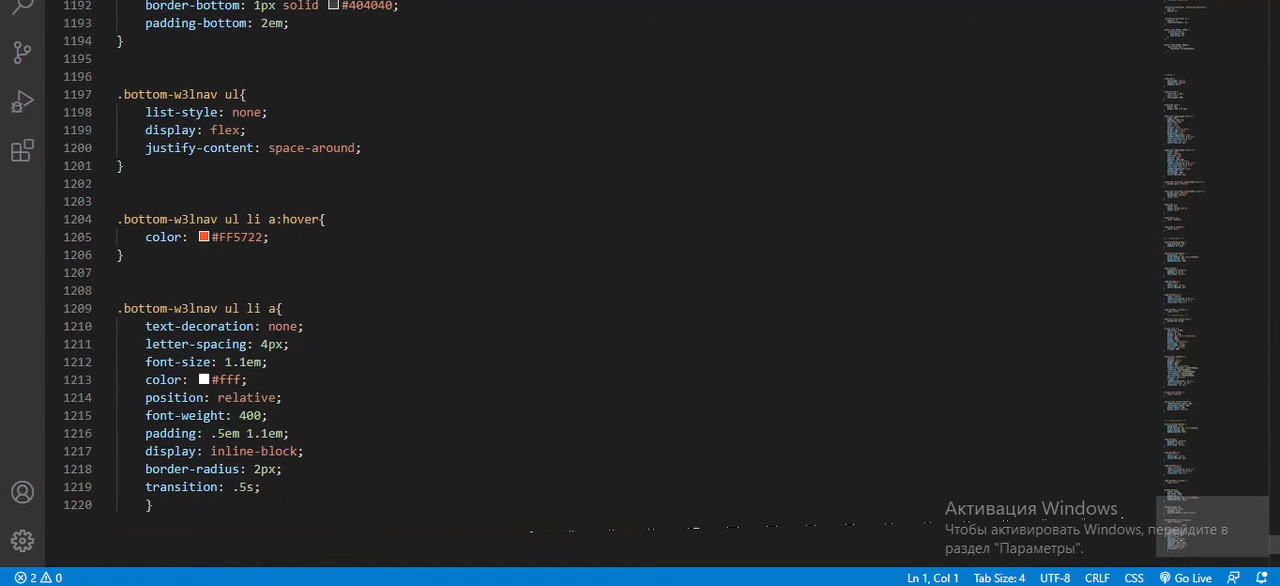 1192 border-bottom: 1px solid #404040;
1193 padding-bottom: 2em;
1194 }
1195
1196
1197 .bottom-w3lnav ul{
1198 list-style: none;
1199 display: flex;
1200 justify-content: space-around;
1201 }
1202
1203
1204 .bottom-w3lnav ul li a:hover{
1205 color: #FF5722;
1206 }
1207
1208
1209 .bottom-w3lnav ul li a{
1210 text-decoration: none;
1211 letter-spacing: 4px;
1212 font-size: 1.1em;
1213 color: #fff;
1214 position: relative;
1215 font-weight: 400;
1216 padding: .5em 1.1em;
1217 display: inline-block;
1218 border-radius: 2px;
1219 transition: .5s;
1220 }
Активация Windows
Чтобы активировать Windows, перейдите в
раздел "Параметры".
2 0 Ln 1, Col 1 Tab Size: 4 UTF-8 CRLF CSS Go Live